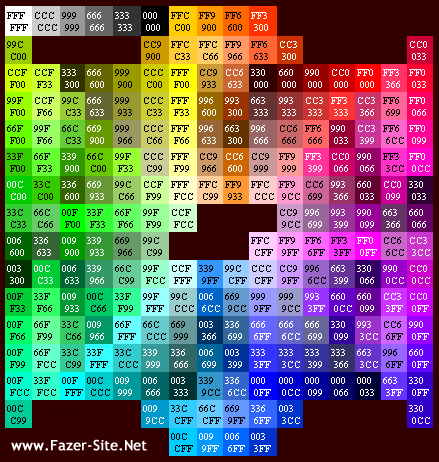 FFF CCC 999 666 333 000 FFC FF9 FF6 FF3
FFF CCC 999 666 333 000 C00 900 600 300
99C CC9 FFC FFC FF9 FF6 CC3 CC0
C00 900 C33 C66 966 633 300 033
CCF CCF 333 666 999 CCC FFF CC9 CC6 330 660 990 CC0 FF0 FF3 FF0
F00 F33 300 600 900 C00 F00 933 633 000 000 000 000 000 366 033
99F CCF 99C 666 999 CCC FFF 996 993 663 993 CC3 FF3 CC3 FF6 FF0
F00 F66 C33 633 933 C33 F33 600 300 333 333 333 333 366 699 066
66F 99F 66C 669 999 CCC FFF 996 663 996 CC6 FF6 990 CC3 FF6 FF0
F00 F66 C00 900 966 C66 F66 633 300 666 666 666 033 399 6CC 099
33F 66F 339 66C 99F CCC FFF CC9 CC6 CC9 FF9 FF3 CC0 990 FF3 FF0
F00 F33 900 C00 F33 C99 F99 C66 600 999 999 399 066 066 3CC 0CC
00C 33C 336 669 99C CCF FFF FFC FF9 FFC FF9 CC6 993 660 CC0 330
C00 C00 600 933 C66 F99 FCC C99 933 CCC 9CC 699 366 033 099 033
33C 66C 00F 33F 66F 99F CCF CC9 996 993 990 663 660
C33 C66 F00 F33 F66 F99 FCC 9CC 699 399 099 366 066
006 336 009 339 669 99C FFC FF9 FF6 FF3 FF0 CC6 CC3
600 633 900 933 966 C99 CFF 9FF 6FF 3FF 0FF 6CC 3CC
003 00C 006 339 66C 99F CCF 339 99C CCC CC9 996 663 330 990 CC0
300 C33 633 966 C99 FCC FFF 9FF CFF CFF 9FF 6CC 399 066 0CC 0CC
00F 33F 009 00C 33F 99F 99C 006 669 999 999 993 660 660 CC3 CC0
F33 F66 933 C66 F99 FFF CCC 6CC 9CC 9FF 9CC 3FF 0CC 099 3FF 0FF
00F 66F 33C 009 66F 66C 669 003 336 666 666 666 330 993 CC6 990
F66 F99 C66 966 FFF CCC 999 366 699 6FF 6CC 699 099 3CC 6FF 0FF
00F 66F 33C 33F 33C 339 336 006 003 333 333 333 333 663 996 660
F99 FCC C99 FFF CCC 999 666 699 399 3FF 3CC 399 366 3CC 6FF 0FF
00F 33F 00F 00C 009 006 003 339 336 000 000 000 000 000 663 330
FCC FCC FFF CCC 999 666 333 9CC 6CC 0FF 0CC 099 066 033 3FF 0FF
00C 009 33C 66C 669 336 003 330
C99 9CC CFF CFF 9FF 6FF 3CC 0CC
00C 009 006 003
CFF 9FF 6FF 3FF
www.Fazer-Site.Net